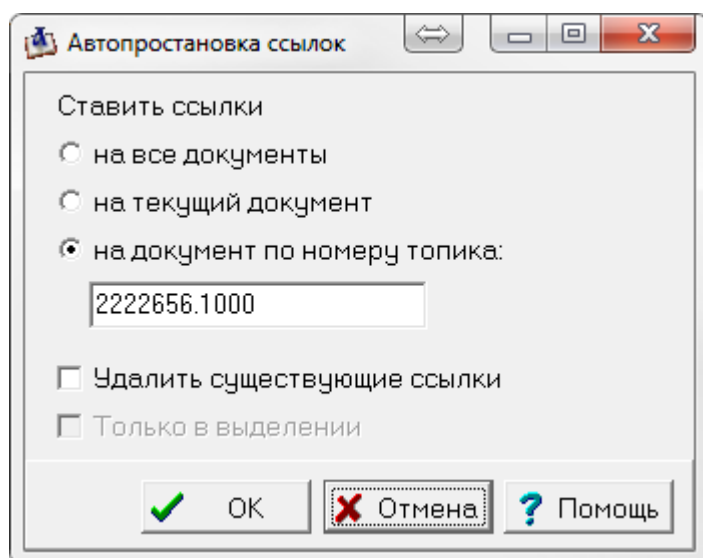 Автопростановка ссылок
Ставить ссылки
на все документы
на текущий документ
на документ по номеру топика:
2222656.1000
Удалить существующие ссылки
Только в выделении
ОК
Отмена
Помощь